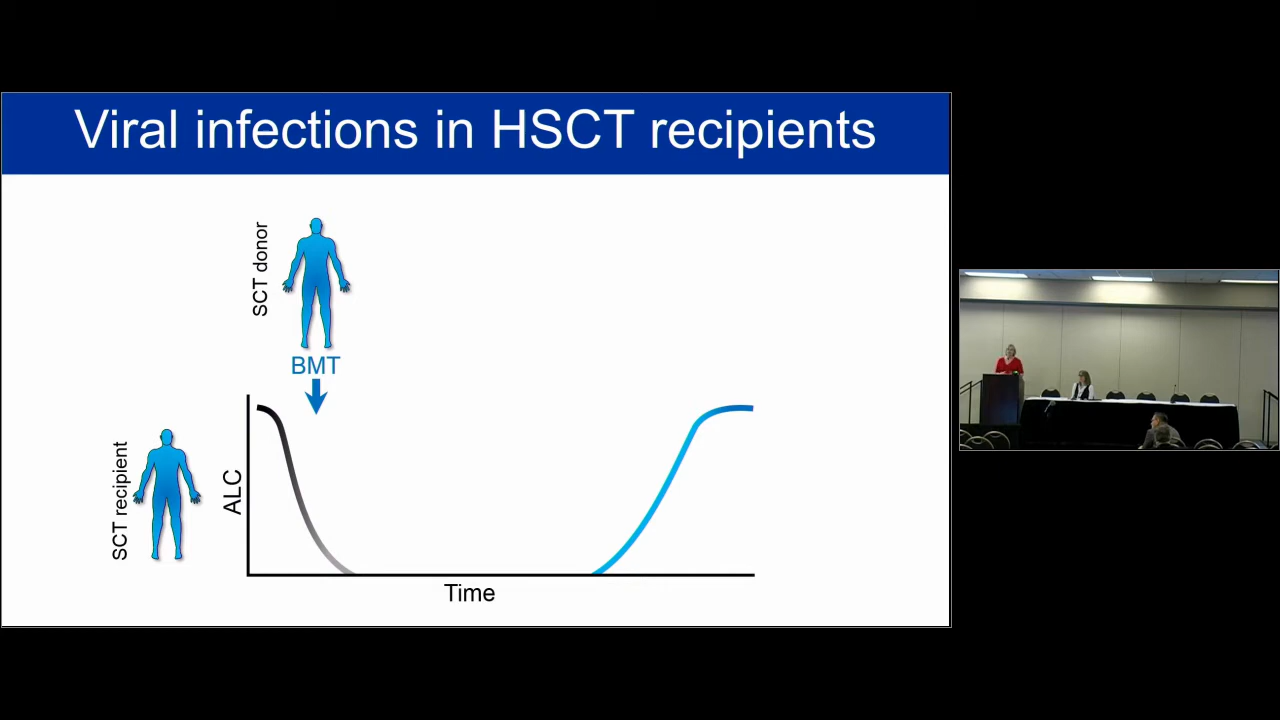 Viral infections in HSCT recipients
SCT donor
BMT
SCT recipient
ALC
Time